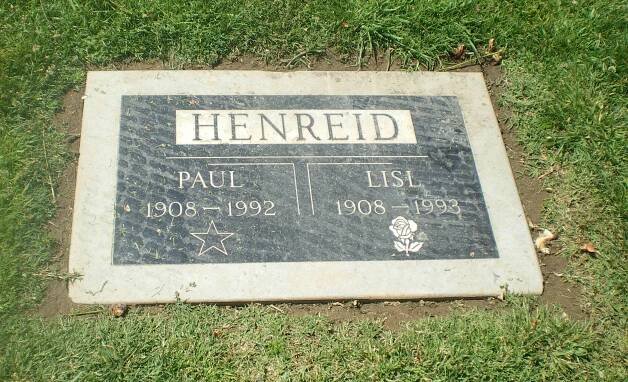 HENREID
PAUL LISL
1908 – 1992 1908 – 1993